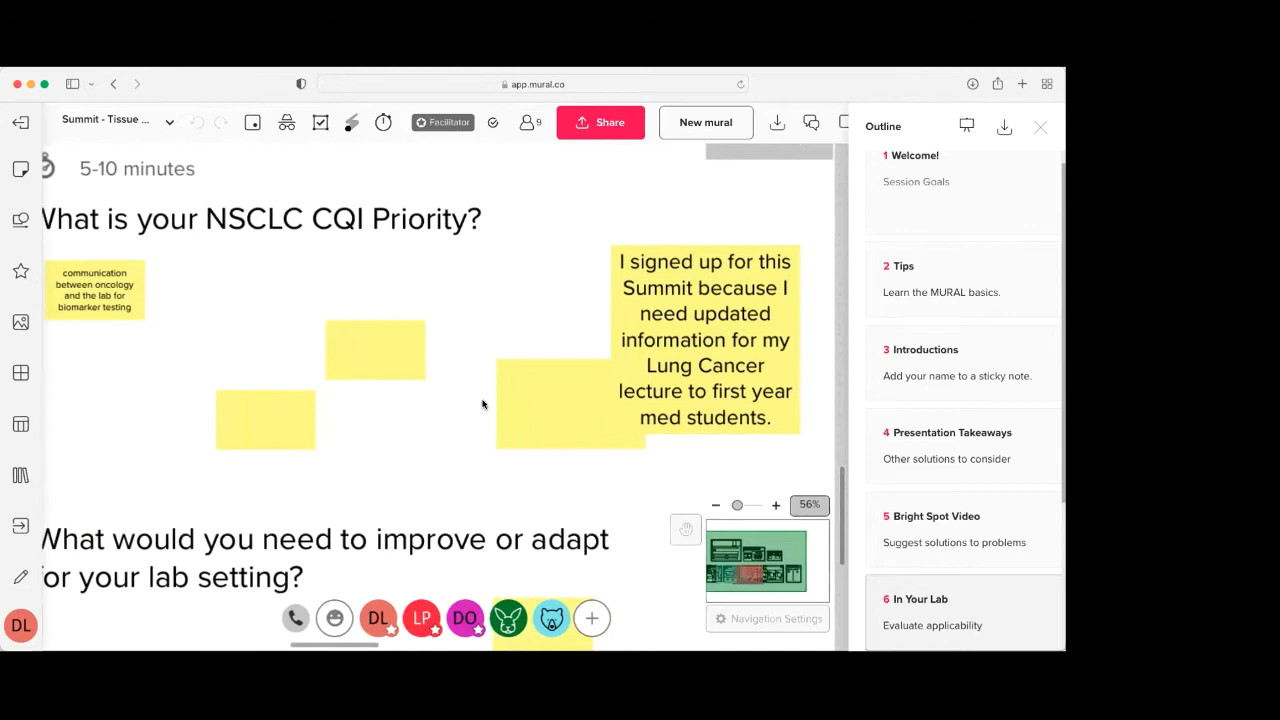 app.mural.co
Summit - Tissue ...
Facilitator
9
Share
New mural
Outline
5-10 minutes
What is your NSCLC CQI Priority?
communication
between oncology
and the lab for
biomarker testing
I signed up for this
Summit because I
need updated
information for my
Lung Cancer
lecture to first year
med students.
What would you need to improve or adapt
for your lab setting?
56%
Navigation Settings
DL
DL
LP
DO
1 Welcome!
Session Goals
2 Tips
Learn the MURAL basics.
3 Introductions
Add your name to a sticky note.
4 Presentation Takeaways
Other solutions to consider
5 Bright Spot Video
Suggest solutions to problems
6 In Your Lab
Evaluate applicability